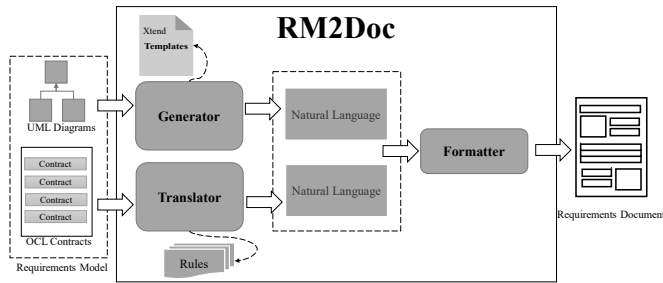 RM2Doc
Xtend
Templates
UML Diagrams
Generator
Natural Language
Formatter
Contract
Contract
Contract
Contract
OCL Contracts
Requirements Model
Translator
Natural Language
Rules
Requirements Document